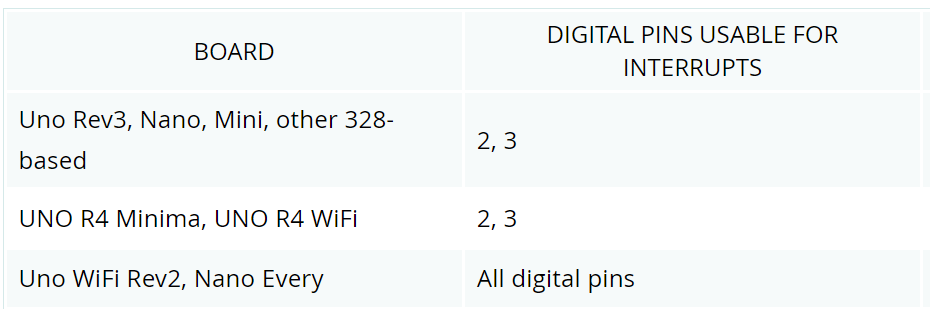 BOARD
DIGITAL PINS USABLE FOR
INTERRUPTS
Uno Rev3, Nano, Mini, other 328-
based
2, 3
UNO R4 Minima, UNO R4 WiFi
2, 3
Uno WiFi Rev2, Nano Every
All digital pins